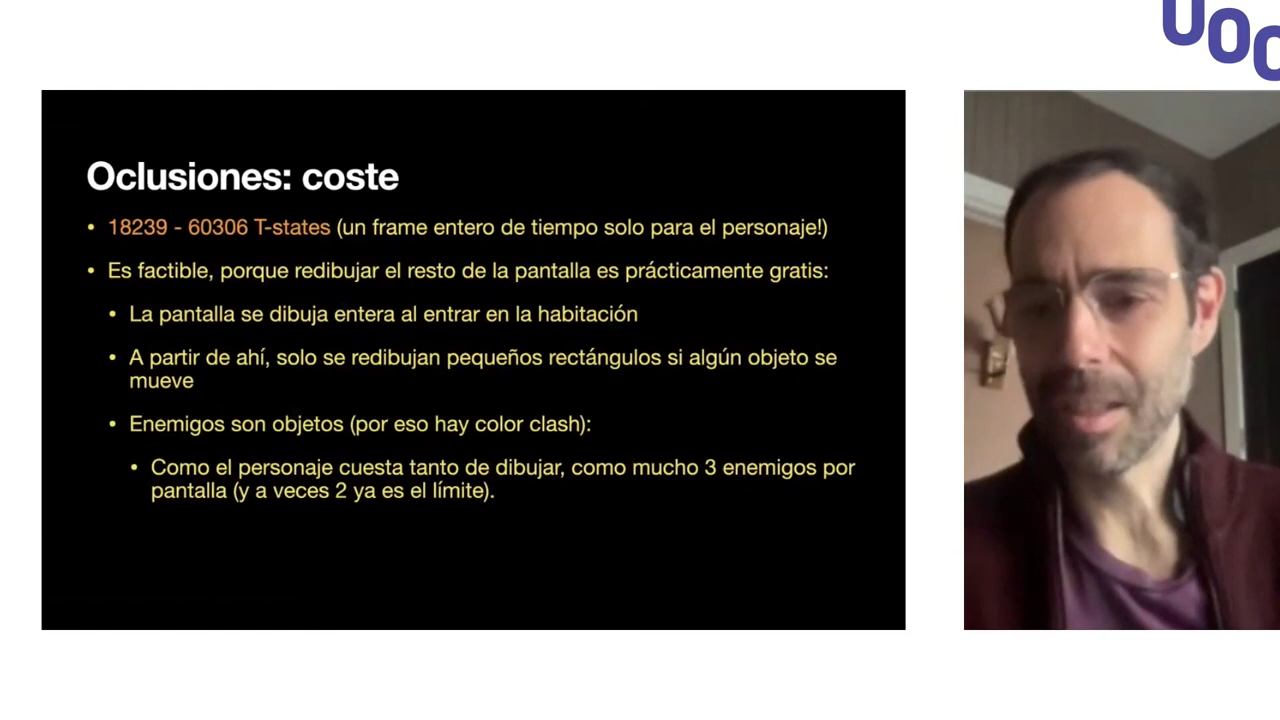 UOC
Oclusiones: coste
• 18239 - 60306 T-states (un frame entero de tiempo solo para el personaje!)
• Es factible, porque redibujar el resto de la pantalla es prácticamente gratis:
• La pantalla se dibuja entera al entrar en la habitación
• A partir de ahí, solo se redibujan pequeños rectángulos si algún objeto se
mueve
• Enemigos son objetos (por eso hay color clash):
• Como el personaje cuesta tanto de dibujar, como mucho 3 enemigos por
pantalla (y a veces 2 ya es el límite).